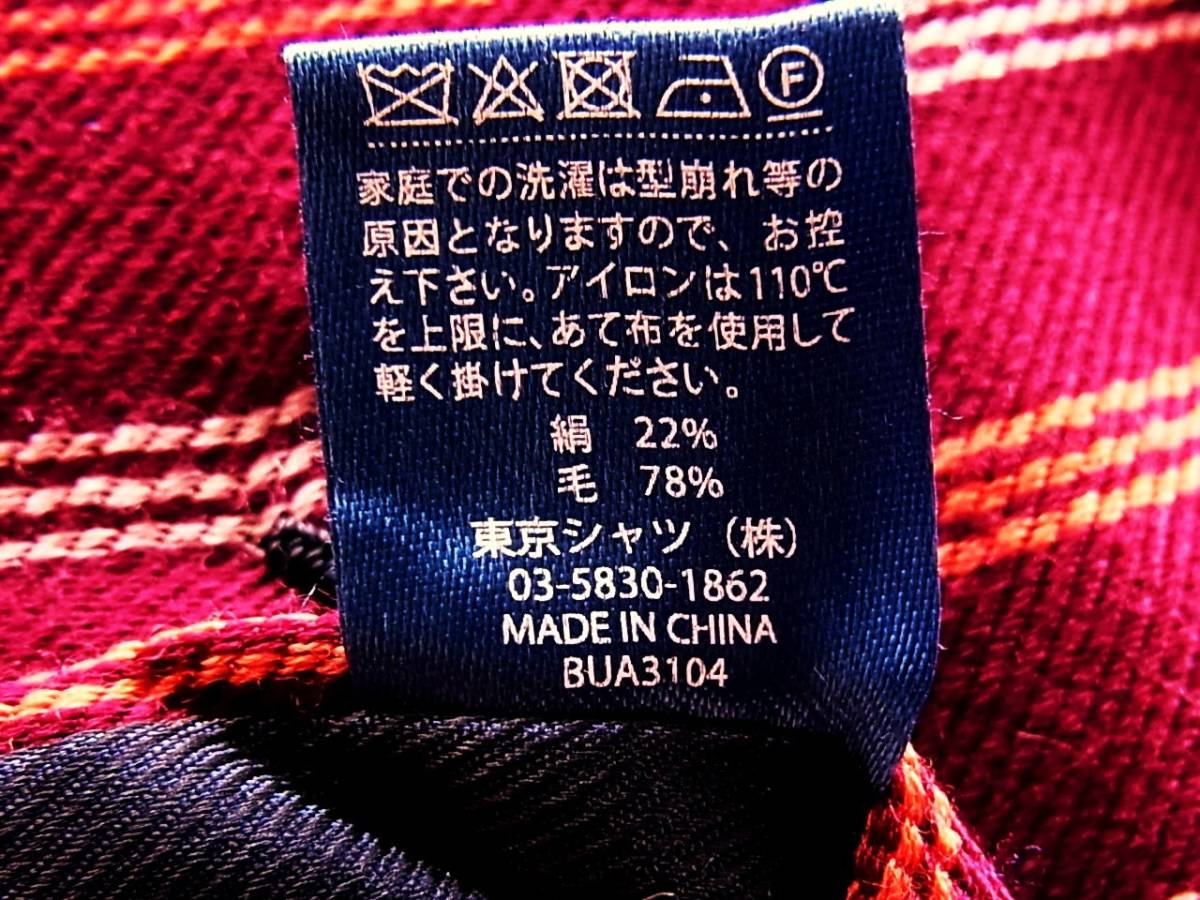 F
家庭での洗濯は型崩れ等の
原因となりますので、お控
え下さい。アイロンは110℃
を上限に、あて布を使用して
軽く掛けてください。
絹 22%
毛 78%
東京シャツ (株)
03-5830-1862
MADE IN CHINA
BUA3104